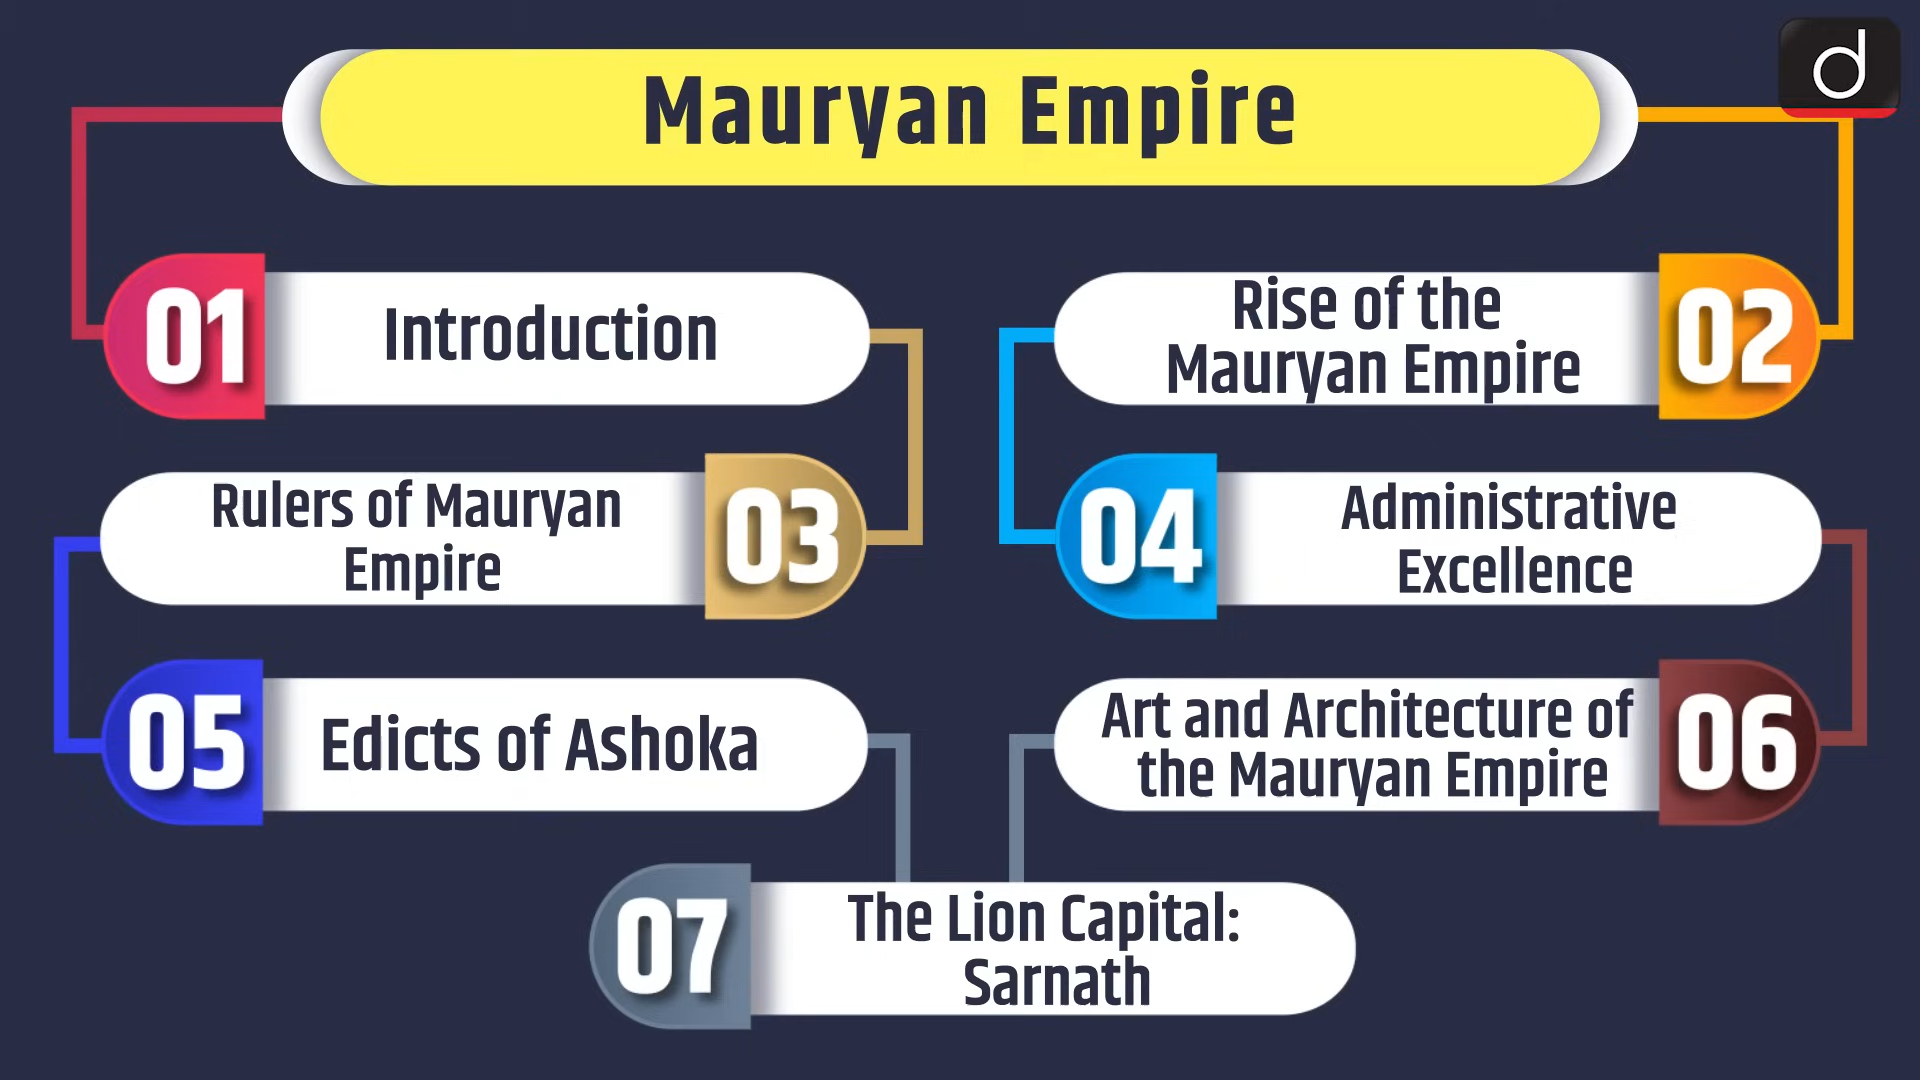 Mauryan Empire
d
01
Introduction
Rise of the
Mauryan Empire
02
Rulers of Mauryan
Empire
03
04
Administrative
Excellence
05
Edicts of Ashoka
Art and Architecture of
the Mauryan Empire
06
07
The Lion Capital:
Sarnath